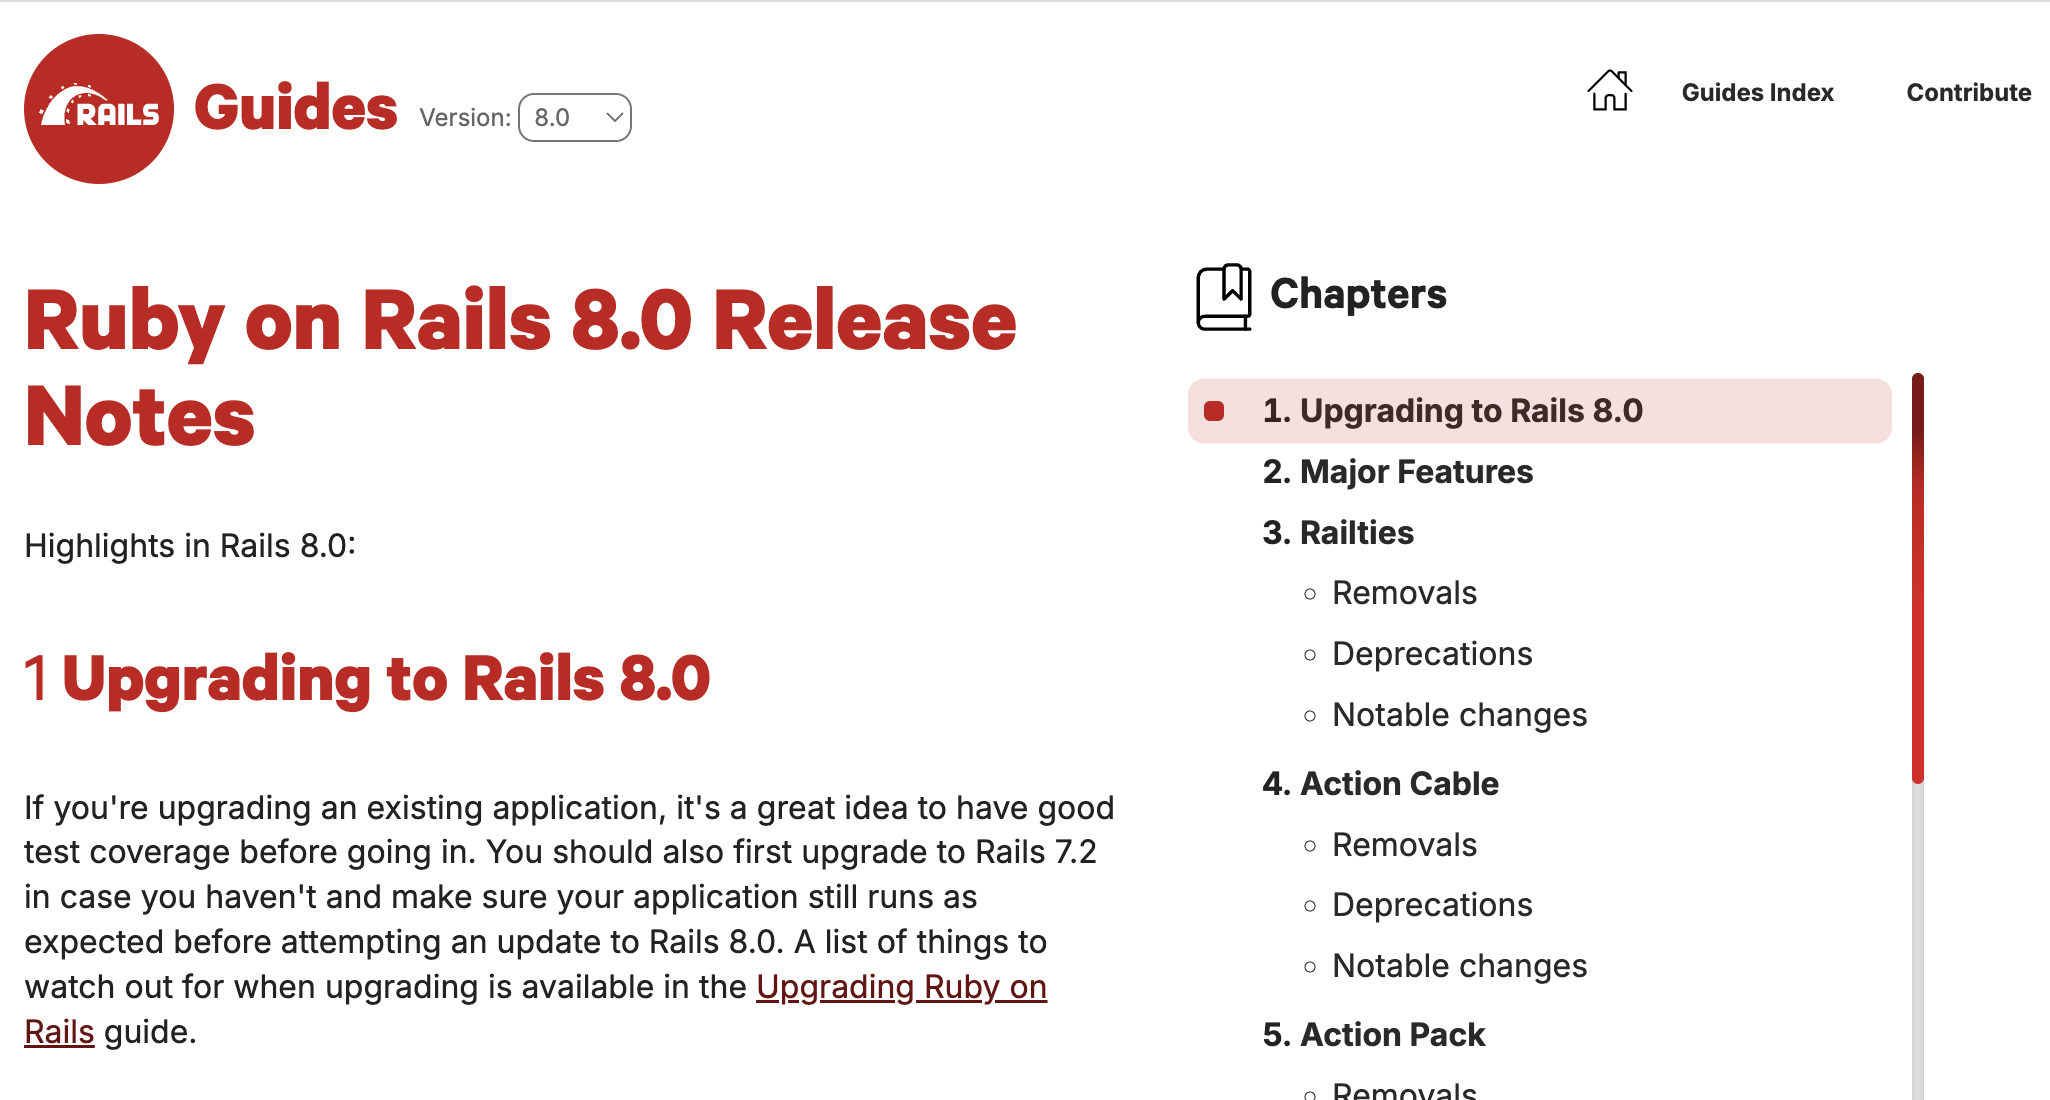 RAILS
Guides
Version: 8.0
Guides Index
Contribute
Ruby on Rails 8.0 Release
Notes
Highlights in Rails 8.0:
1 Upgrading to Rails 8.0
If you're upgrading an existing application, it's a great idea to have good
test coverage before going in. You should also first upgrade to Rails 7.2
in case you haven't and make sure your application still runs as
expected before attempting an update to Rails 8.0. A list of things to
watch out for when upgrading is available in the Upgrading Ruby on
Rails guide.
Chapters
1. Upgrading to Rails 8.0
2. Major Features
3. Railties
Removals
Deprecations
Notable changes
4. Action Cable
Removals
Deprecations
Notable changes
5. Action Pack
Removals